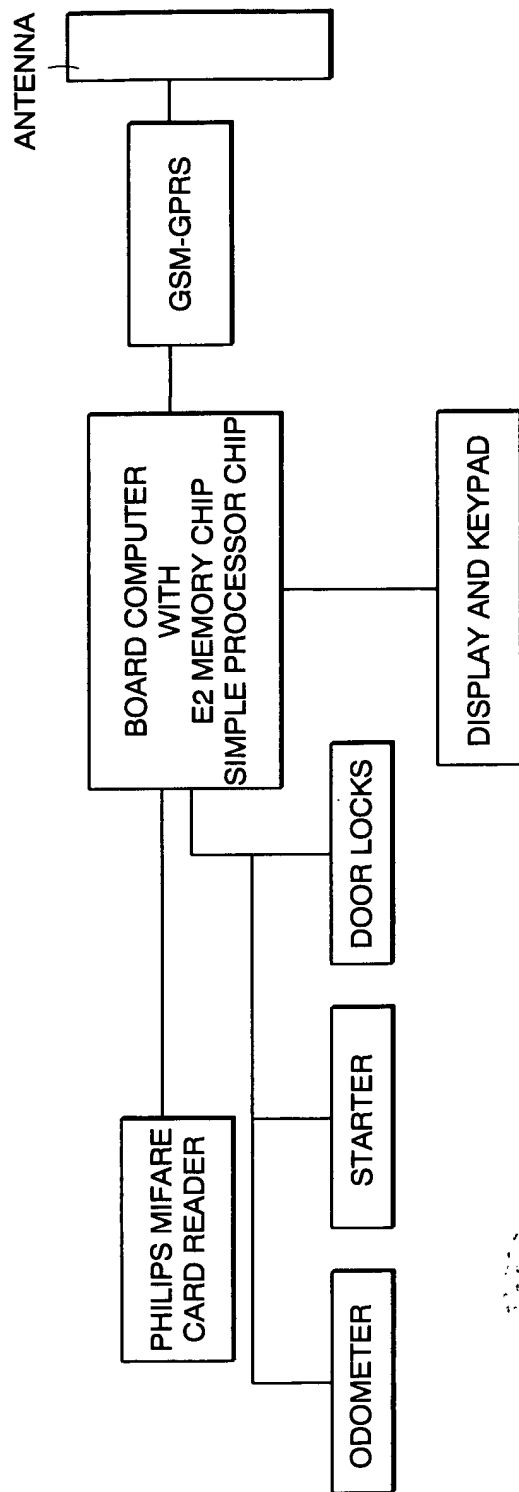 PHILIPS MIFARE
CARD READER
BOARD COMPUTER
WITH
E2 MEMORY CHIP
SIMPLE PROCESSOR CHIP
GSM-GPRS
ANTENNA
ODOMETER
STARTER
DOOR LOCKS
DISPLAY AND KEYPAD